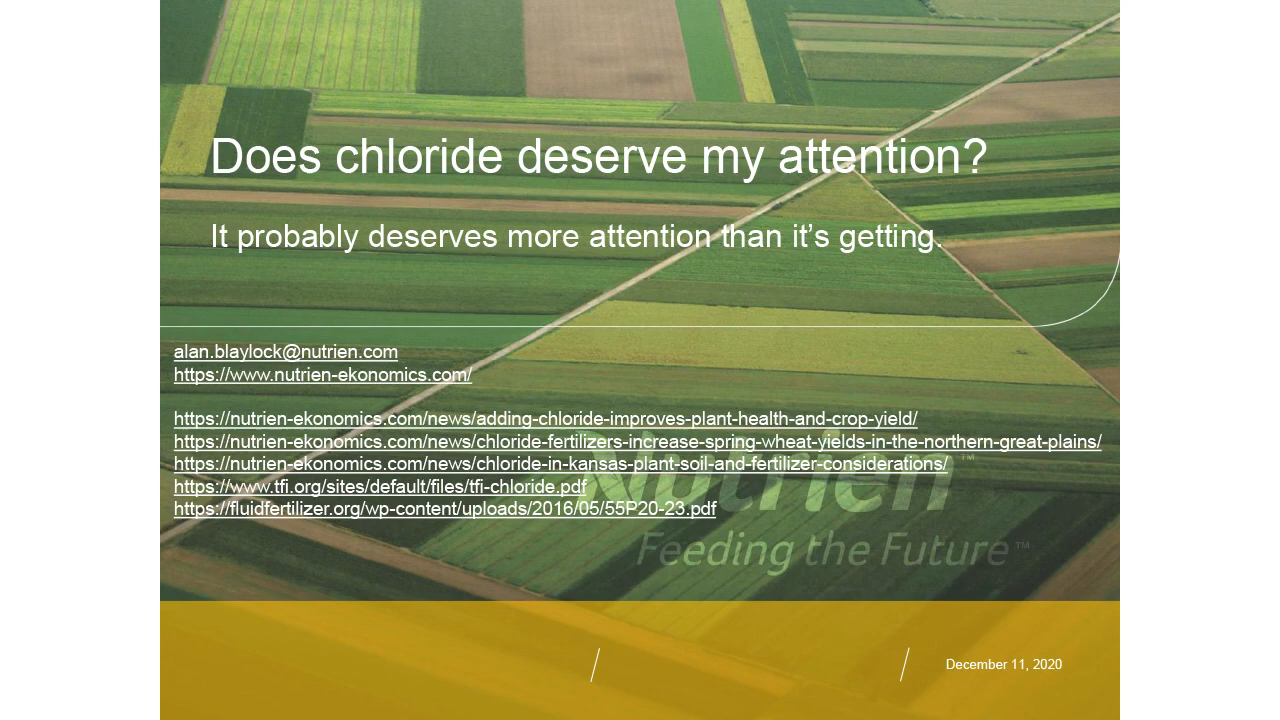 Does chloride deserve my attention?
It probably deserves more attention than it’s getting.
alan.blaylock@nutrien.com
https://www.nutrien-ekonomics.com/
https://nutrien-ekonomics.com/news/adding-chloride-improves-plant-health-and-crop-yield/
https://nutrien-ekonomics.com/news/chloride-fertilizers-increase-spring-wheat-yields-in-the-northern-great-plains/
https://nutrien-ekonomics.com/news/chloride-in-kansas-plant-soil-and-fertilizer-considerations/
https://www.tfi.org/sites/default/files/tfi-chloride.pdf
https://fluidfertilizer.org/wp-content/uploads/2016/05/55P20-23.pdf
Nutrien™
Feeding the Future™
December 11, 2020